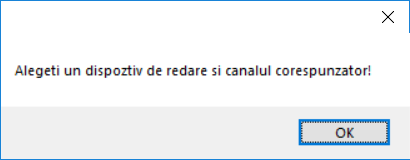 Alegeti un dispoztiv de redare si canalul corespunzator!
OK